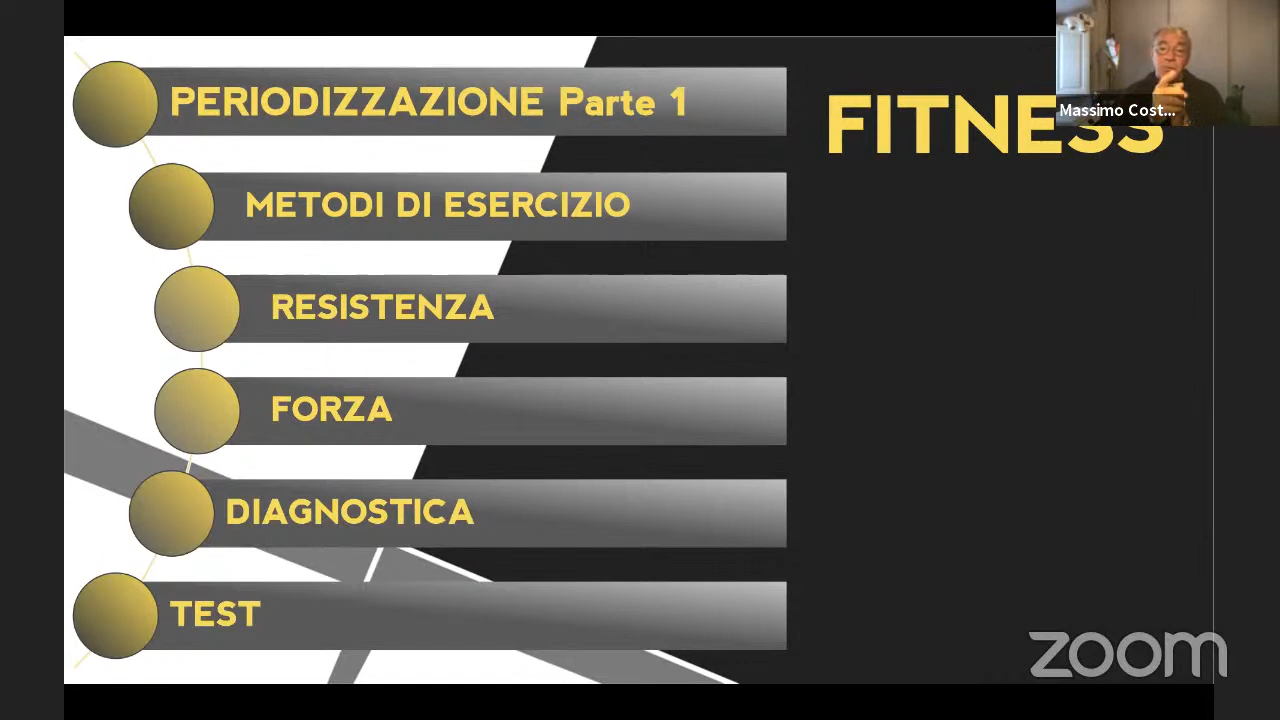 PERIODIZZAZIONE Parte 1
FITNESS
Massimo Cost...
METODI DI ESERCIZIO
RESISTENZA
FORZA
DIAGNOSTICA
TEST
zoom